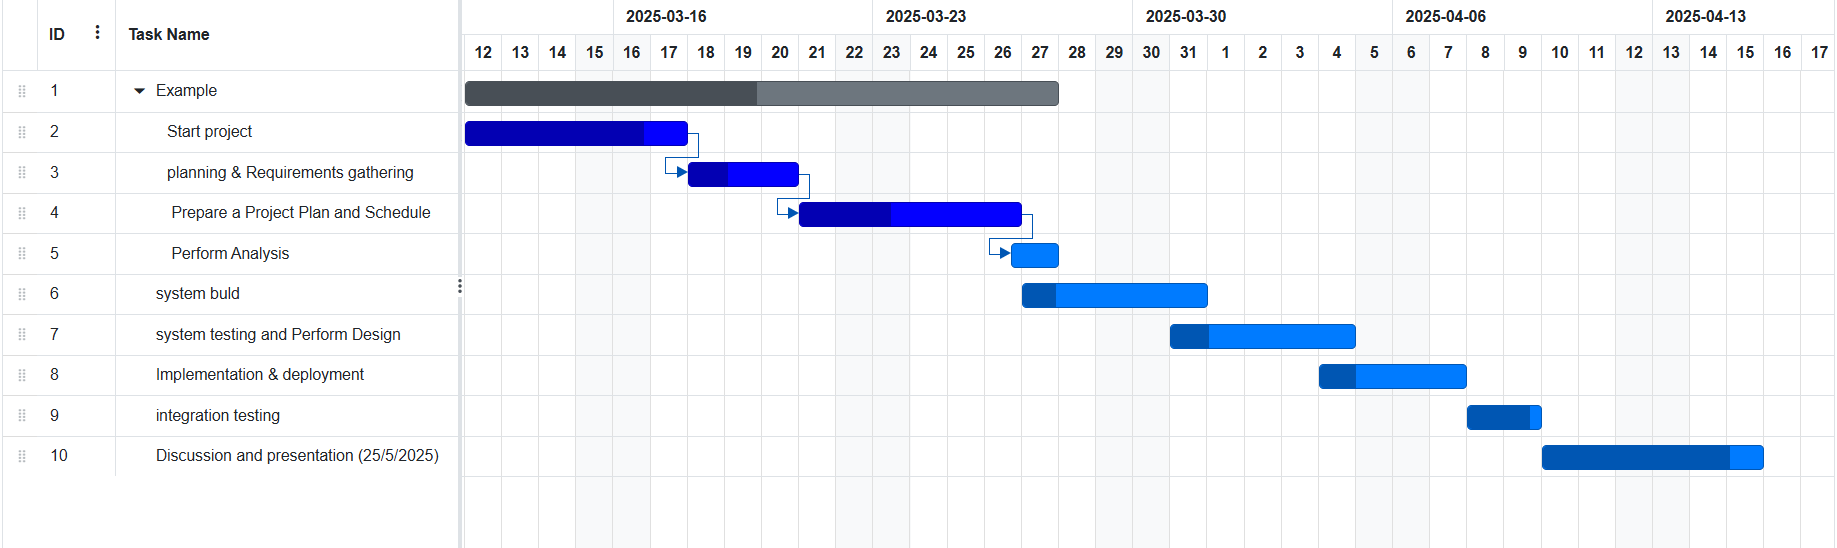 ID Task Name 2025-03-16 2025-03-23 2025-03-30 2025-04-06 2025-04-13
12 13 14 15 16 17 18 19 20 21 22 23 24 25 26 27 28 29 30 31 1 2 3 4 5 6 7 8 9 10 11 12 13 14 15 16 17
1 Example
2 Start project
3 planning & Requirements gathering
4 Prepare a Project Plan and Schedule
5 Perform Analysis
6 system buld
7 system testing and Perform Design
8 Implementation & deployment
9 integration testing
10 Discussion and presentation (25/5/2025)